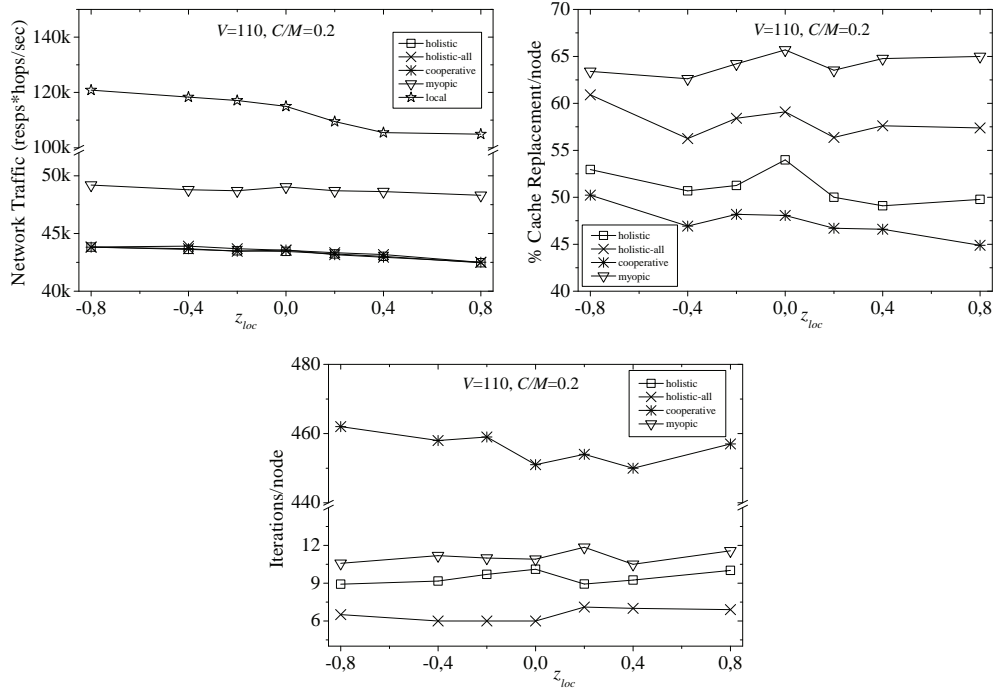 140k
120k
100k
50k
45k
40k
Network Traffic (resps*hops/sec)
V=110, C/M=0.2
holistic
holistic-all
cooperative
myopic
local
-0,8
-0,4
0,0
0,4
0,8
z_loc
65
60
55
50
45
40
% Cache Replacement/node
V=110, C/M=0.2
holistic
holistic-all
cooperative
myopic
-0,8
-0,4
0,0
0,4
0,8
z_loc
480
460
440
12
9
6
Iterations/node
V=110, C/M=0.2
holistic
holistic-all
cooperative
myopic
-0,8
-0,4
0,0
0,4
0,8
z_loc